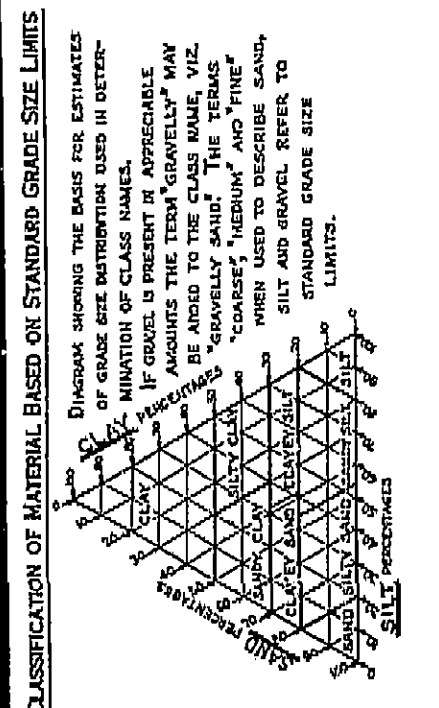 CLASSIFICATION OF MATERIAL BASED ON STANDARD GRADE SIZE LIMITS
DIAGRAM SHOWING THE BASIS FOR ESTIMATES
OF GRADE SIZE DISTRIBUTION USED IN DETER-
MINATION OF CLASS NAMES.
IF GRAVEL IS PRESENT IN APPRECIABLE
AMOUNTS THE TERM "GRAVELLY" MAY
BE ADDED TO THE CLASS NAME, VIZ.
"GRAVELLY SAND." THE TERMS
"COARSE", "MEDIUM" AND "FINE"
WHEN USED TO DESCRIBE SAND,
SILT AND GRAVEL REFER TO
STANDARD GRADE SIZE
LIMITS.
CLAY PERCENTAGES
SAND PERCENTAGES
CLAY
SANDY CLAY
SILTY CLAY
CLAYEY SAND
CLAYEY SILT
SAND
SILTY SAND
SANDY SILT
SILT
SILT PERCENTAGES